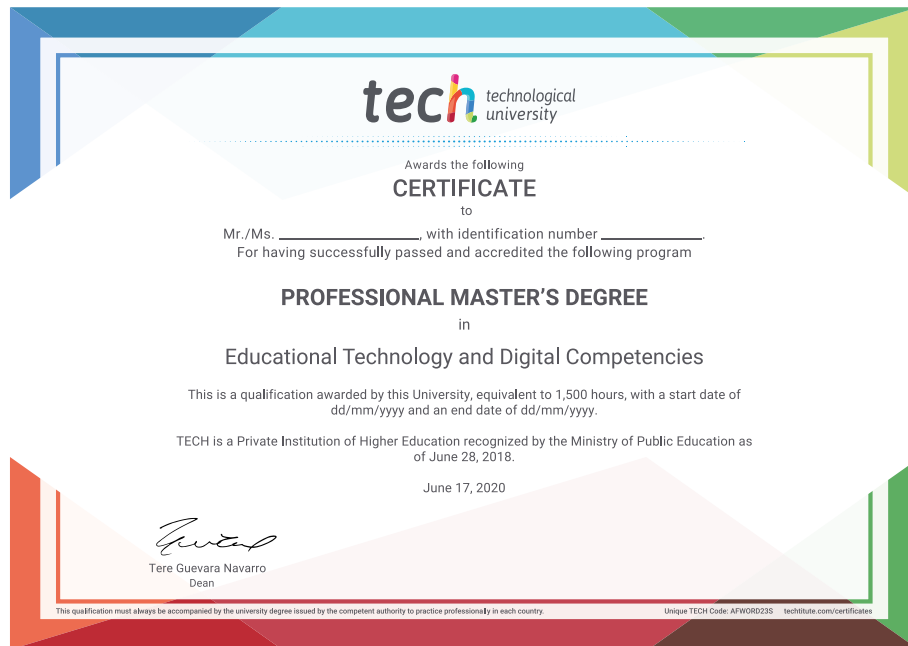 tech technological
university
Awards the following
CERTIFICATE
to
Mr./Ms. ____________________, with identification number ______________.
For having successfully passed and accredited the following program
PROFESSIONAL MASTER'S DEGREE
in
Educational Technology and Digital Competencies
This is a qualification awarded by this University, equivalent to 1,500 hours, with a start date of
dd/mm/yyyy and an end date of dd/mm/yyyy.
TECH is a Private Institution of Higher Education recognized by the Ministry of Public Education as
of June 28, 2018.
June 17, 2020
Tere Guevara Navarro
Dean
This qualification must always be accompanied by the university degree issued by the competent authority to practice professionally in each country.
Unique TECH Code: AFWORD23S techtitute.com/certificates